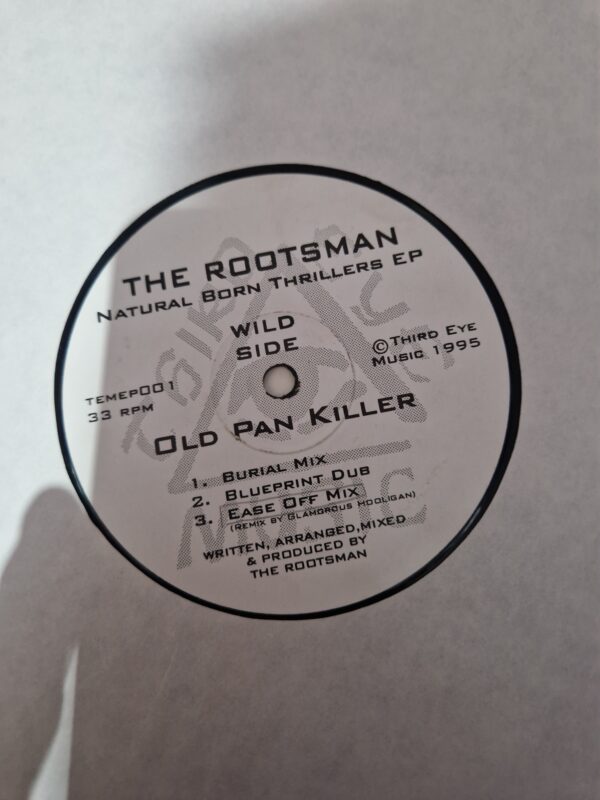 THE ROOTSMAN
NATURAL BORN THRILLERS EP
WILD
SIDE
TEMEP001
33 RPM
©THIRD EYE
MUSIC 1995
OLD PAN KILLER
1. BURIAL MIX
2. BLUEPRINT DUB
3. EASE OFF MIX
(REMIX BY GLAMOROUS HOOLIGAN)
WRITTEN, ARRANGED,MIXED
& PRODUCED BY
THE ROOTSMAN
THIRD
MUSIC